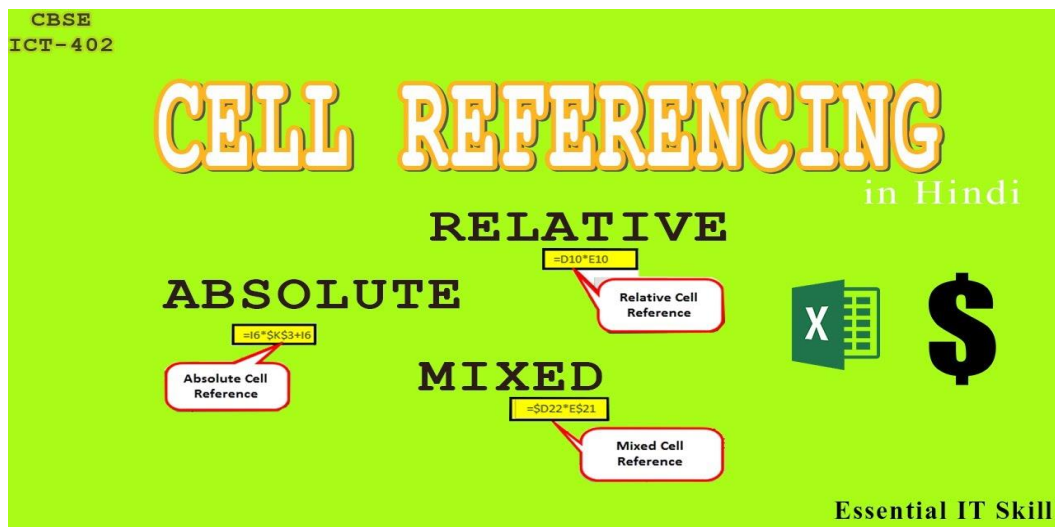 CBSE
ICT-402
CELL REFERENCING
in Hindi
RELATIVE
=D10*E10
Relative Cell
Reference
ABSOLUTE
=I6*$K$3+I6
Absolute Cell
Reference
MIXED
=$D22*E$21
Mixed Cell
Reference
X
$
Essential IT Skill